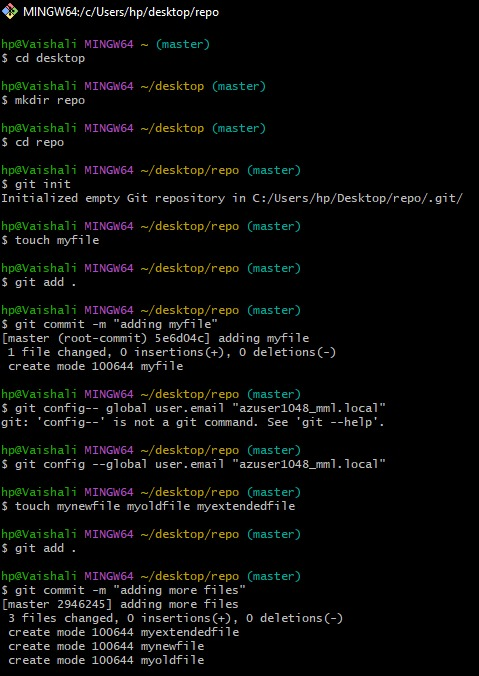 MINGW64:/c/Users/hp/desktop/repo
hp@Vaishali MINGW64 ~ (master)
$ cd desktop
hp@Vaishali MINGW64 ~/desktop (master)
$ mkdir repo
hp@Vaishali MINGW64 ~/desktop (master)
$ cd repo
hp@Vaishali MINGW64 ~/desktop/repo (master)
$ git init
Initialized empty Git repository in C:/Users/hp/Desktop/repo/.git/
hp@Vaishali MINGW64 ~/desktop/repo (master)
$ touch myfile
hp@Vaishali MINGW64 ~/desktop/repo (master)
$ git add .
hp@Vaishali MINGW64 ~/desktop/repo (master)
$ git commit -m "adding myfile"
[master (root-commit) 5e6d04c] adding myfile
1 file changed, 0 insertions(+), 0 deletions(-)
create mode 100644 myfile
hp@Vaishali MINGW64 ~/desktop/repo (master)
$ git config-- global user.email "azuser1048_mml.local"
git: 'config--' is not a git command. See 'git --help'.
hp@Vaishali MINGW64 ~/desktop/repo (master)
$ git config --global user.email "azuser1048_mml.local"
hp@Vaishali MINGW64 ~/desktop/repo (master)
$ touch mynewfile myoldfile myextendedfile
hp@Vaishali MINGW64 ~/desktop/repo (master)
$ git add .
hp@Vaishali MINGW64 ~/desktop/repo (master)
$ git commit -m "adding more files"
[master 2946245] adding more files
3 files changed, 0 insertions(+), 0 deletions(-)
create mode 100644 myextendedfile
create mode 100644 mynewfile
create mode 100644 myoldfile